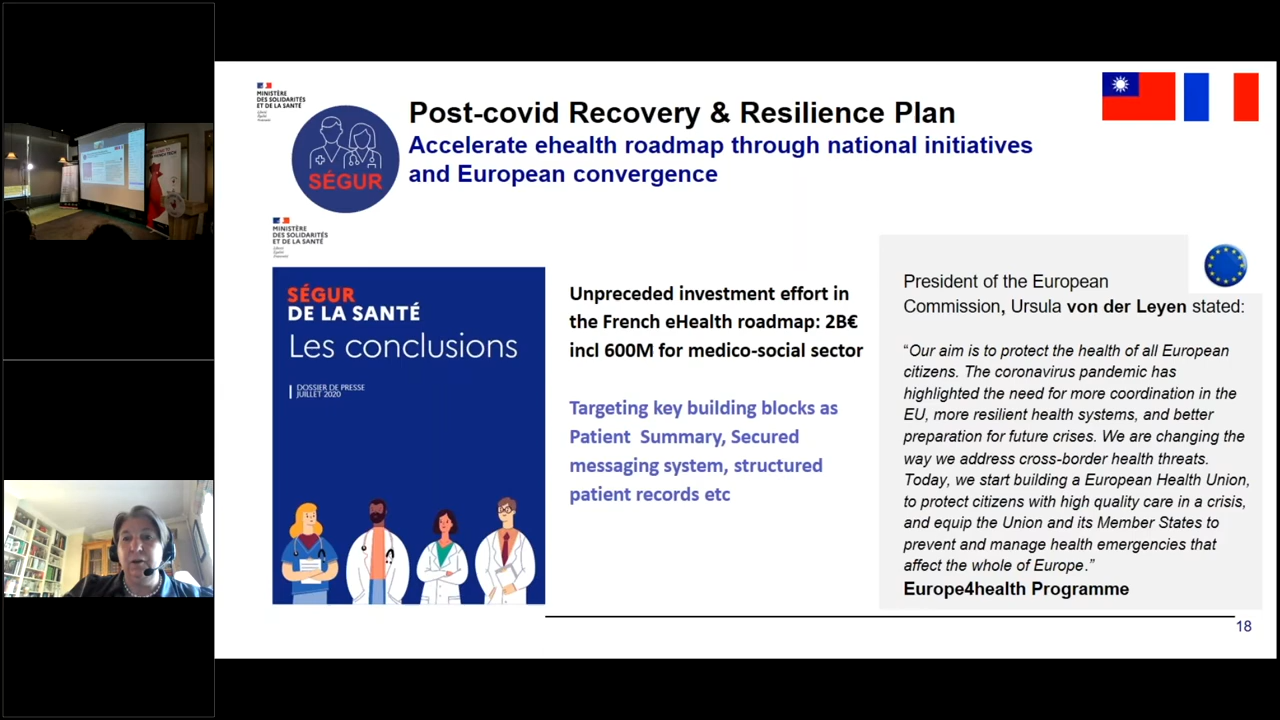 MINISTÈRE
DES SOLIDARITÉS
ET DE LA SANTÉ
Liberté
Égalité
Fraternité
SÉGUR
Post-covid Recovery & Resilience Plan
Accelerate ehealth roadmap through national initiatives
and European convergence
MINISTÈRE
DES SOLIDARITÉS
ET DE LA SANTÉ
Liberté
Égalité
Fraternité
SÉGUR
DE LA SANTÉ
Les conclusions
DOSSIER DE PRESSE
JUILLET 2020
Unpreceded investment effort in
the French eHealth roadmap: 2B€
incl 600M for medico-social sector
Targeting key building blocks as
Patient Summary, Secured
messaging system, structured
patient records etc
President of the European
Commission, Ursula von der Leyen stated:
“Our aim is to protect the health of all European
citizens. The coronavirus pandemic has
highlighted the need for more coordination in the
EU, more resilient health systems, and better
preparation for future crises. We are changing the
way we address cross-border health threats.
Today, we start building a European Health Union,
to protect citizens with high quality care in a crisis,
and equip the Union and its Member States to
prevent and manage health emergencies that
affect the whole of Europe.”
Europe4health Programme
18